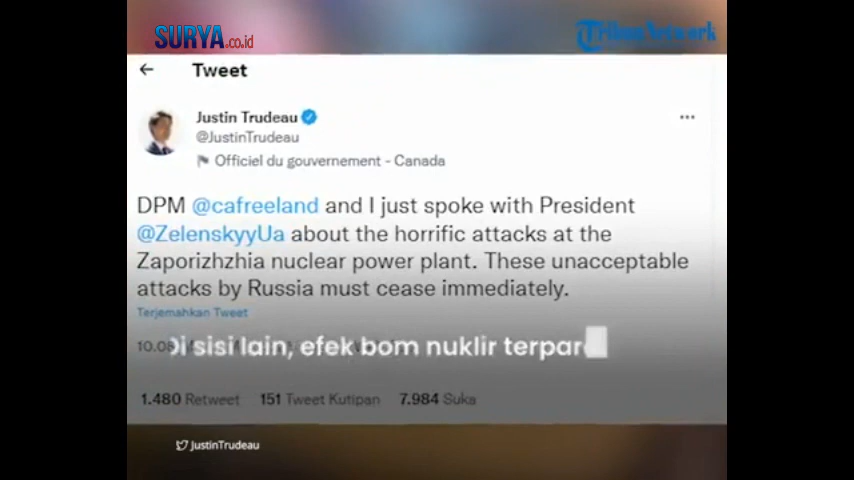 SURYA.co.id
Tribun Network
Tweet
Justin Trudeau
@JustinTrudeau
Officiel du gouvernement - Canada
DPM @cafreeland and I just spoke with President
@ZelenskyyUa about the horrific attacks at the
Zaporizhzhia nuclear power plant. These unacceptable
attacks by Russia must cease immediately.
Terjemahkan Tweet
Di sisi lain, efek bom nuklir terpar
1.480 Retweet 151 Tweet Kutipan 7.984 Suka
JustinTrudeau